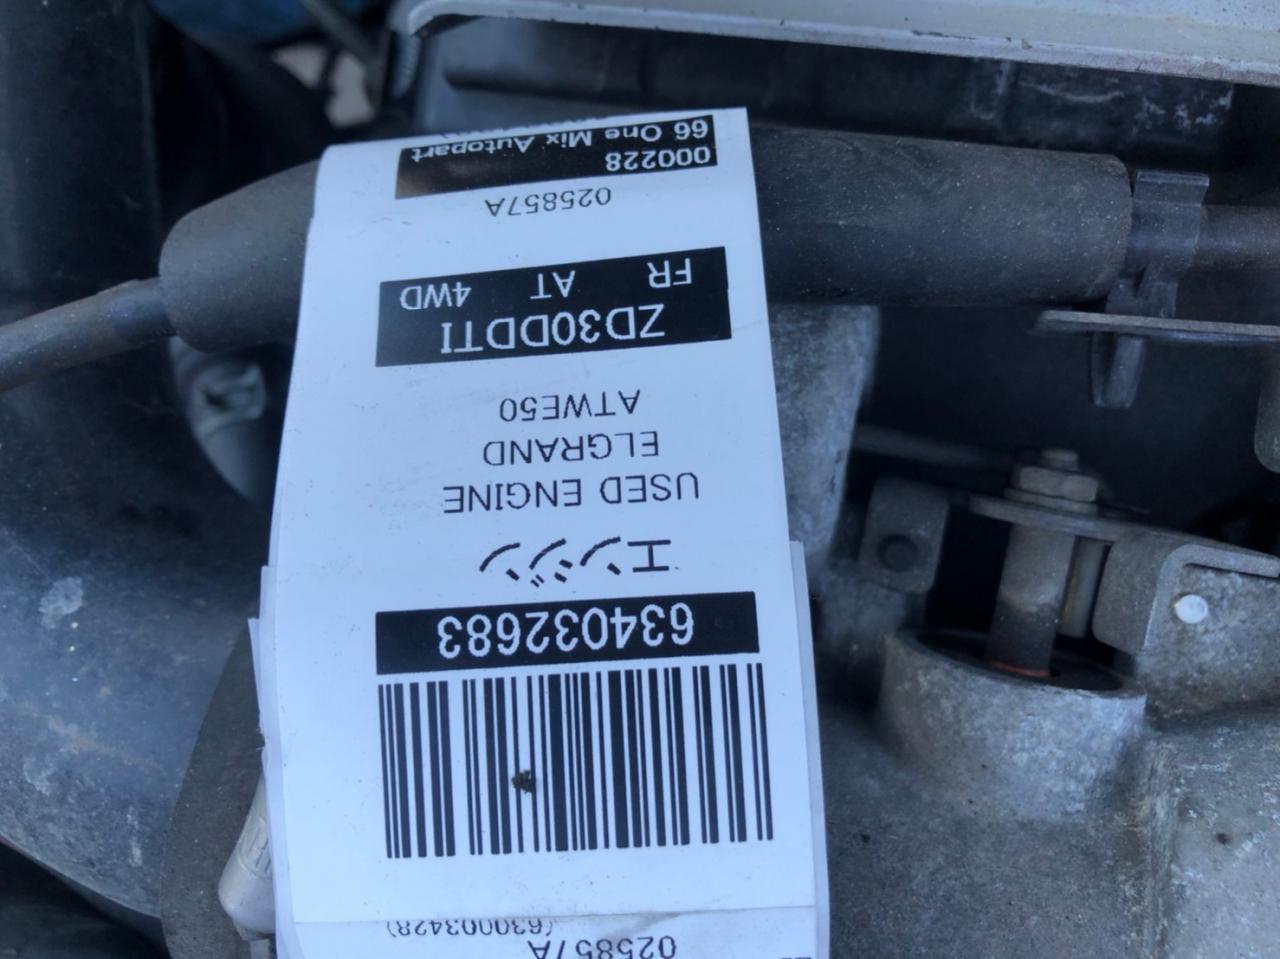 025857A
(630003428)
634032683
エンジン
USED ENGINE
ELGRAND
ATWE50
ZD30DDTI
FR AT 4WD
025857A
000228
66 One Mix Autopart